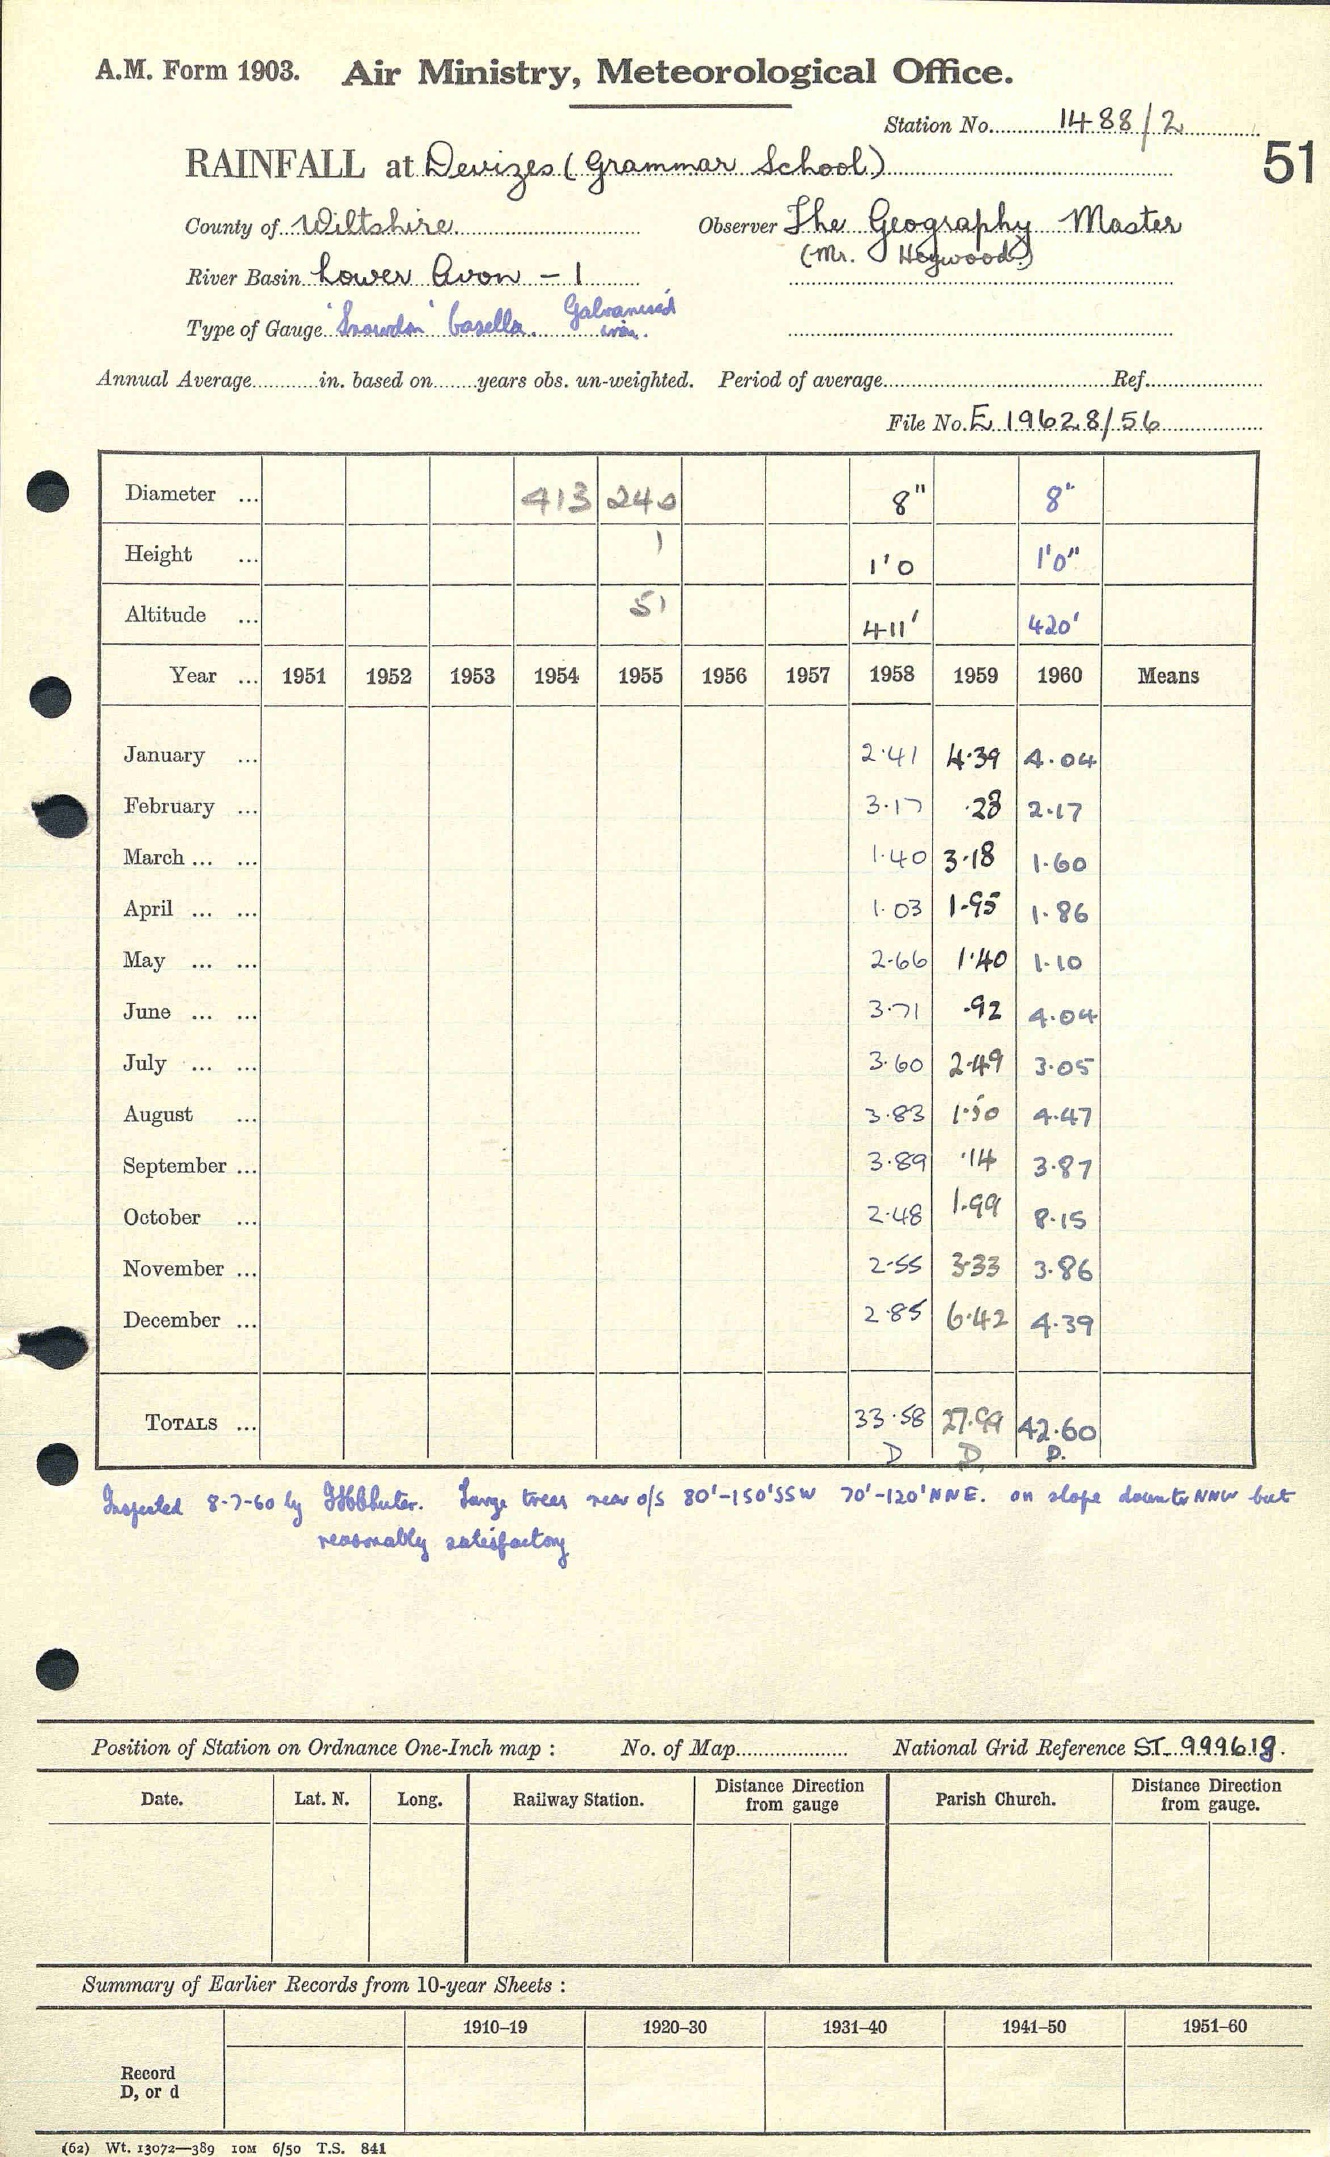 A.M. Form 1903. Air Ministry, Meteorological Office.
Station No. 1488/2
51
RAINFALL at Devizes (Grammar School)
County of Wiltshire Observer The Geography Master
(Mr. Heywood)
River Basin Lower Avon - 1
Type of Gauge 'Snowdon' Casella. Galvanised iron.
Annual Average in. based on years obs. un-weighted. Period of average Ref.
File No. E 19628/56
Diameter ... 413 240 8" 8"
Height ... 1 1'0 1'0"
Altitude ... 51 411' 420'
Year ... 1951 1952 1953 1954 1955 1956 1957 1958 1959 1960 Means
January ... 2.41 4.39 4.04
February ... 3.17 .28 2.17
March ... ... 1.40 3.18 1.60
April ... ... 1.03 1.95 1.86
May ... ... 2.66 1.40 1.10
June ... ... 3.71 .92 4.04
July ... ... 3.60 2.49 3.05
August ... 3.83 1.50 4.47
September ... 3.89 .14 3.87
October ... 2.48 1.99 8.15
November ... 2.55 3.33 3.86
December ... 2.85 6.42 4.39
TOTALS ... 33.58 27.99 42.60
D D. D.
Inspected 8-7-60 by Large trees near o/s 80'-150' SSW 70'-120' NNE. on slope down to NNW but
reasonably satisfactory
Position of Station on Ordnance One-Inch map : No. of Map National Grid Reference ST 999619.
Date. Lat. N. Long. Railway Station. Distance Direction from gauge Parish Church. Distance Direction from gauge.
Summary of Earlier Records from 10-year Sheets :
1910–19 1920–30 1931–40 1941–50 1951–60
Record
D, or d
(62) Wt. 13072—389 10M 6/50 T.S. 841